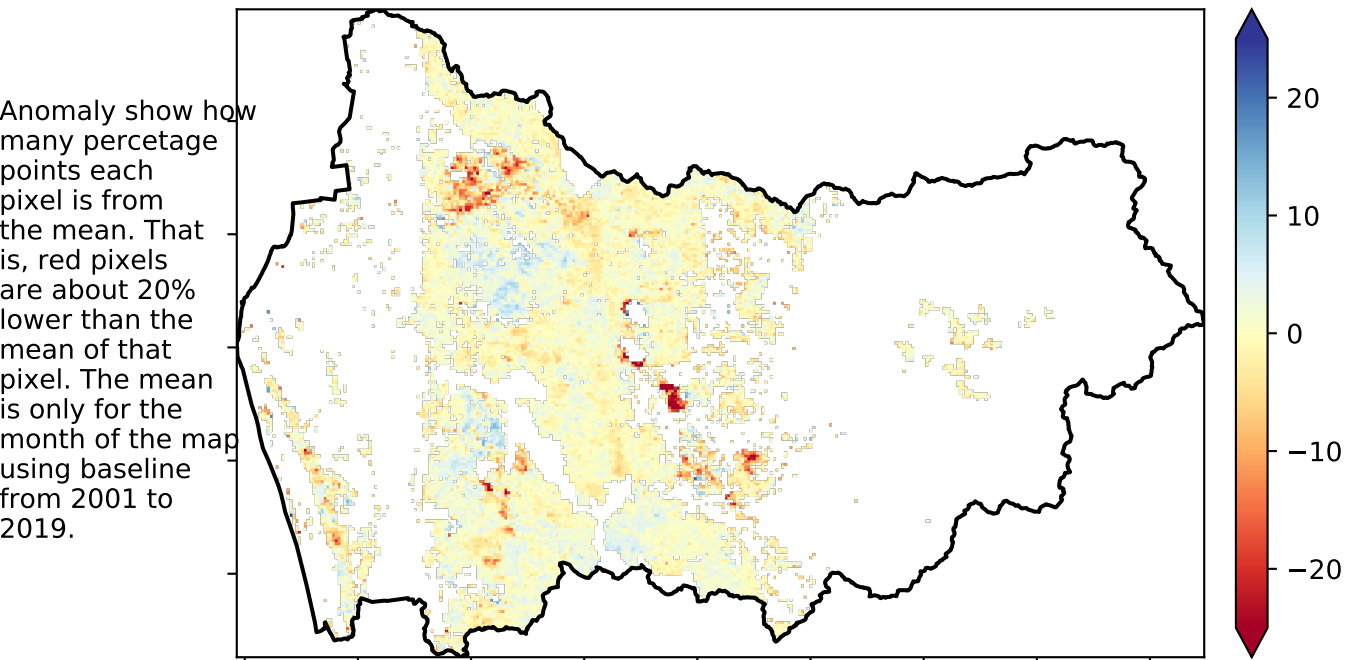 Anomaly show how
many percetage
points each
pixel is from
the mean. That
is, red pixels
are about 20%
lower than the
mean of that
pixel. The mean
is only for the
month of the map
using baseline
from 2001 to
2019.
20
10
0
−10
−20